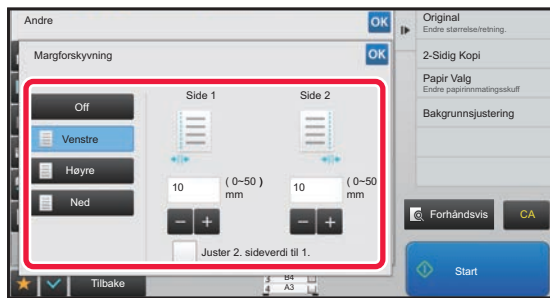 Andre
OK
Margforskyvning
OK
Off
Venstre
Høyre
Ned
Side 1
Side 2
10
( 0~50 )
mm
10
( 0~50
mm
Juster 2. sideverdi til 1.
Tilbake
B4
A3
Original
Endre størrelse/retning.
2-Sidig Kopi
Papir Valg
Endre papirinnmatingsskuff
Bakgrunnsjustering
Forhåndsvis
CA
Start